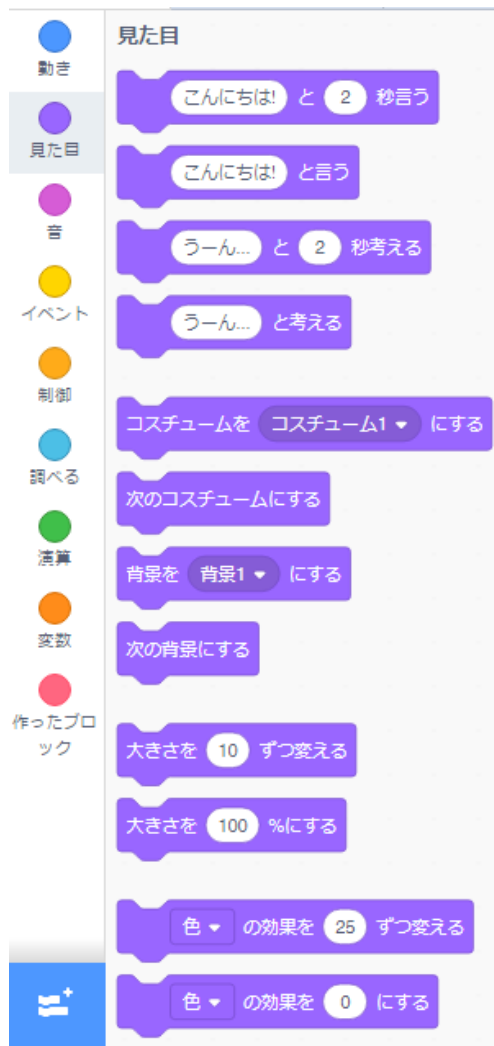 動き
見た目
音
イベント
制御
調べる
演算
変数
作ったブロ
ック
見た目
こんにちは! と 2 秒言う
こんにちは! と言う
うーん... と 2 秒考える
うーん... と考える
コスチュームを コスチューム1 にする
次のコスチュームにする
背景を 背景1 にする
次の背景にする
大きさを 10 ずつ変える
大きさを 100 %にする
色 の効果を 25 ずつ変える
色 の効果を 0 にする